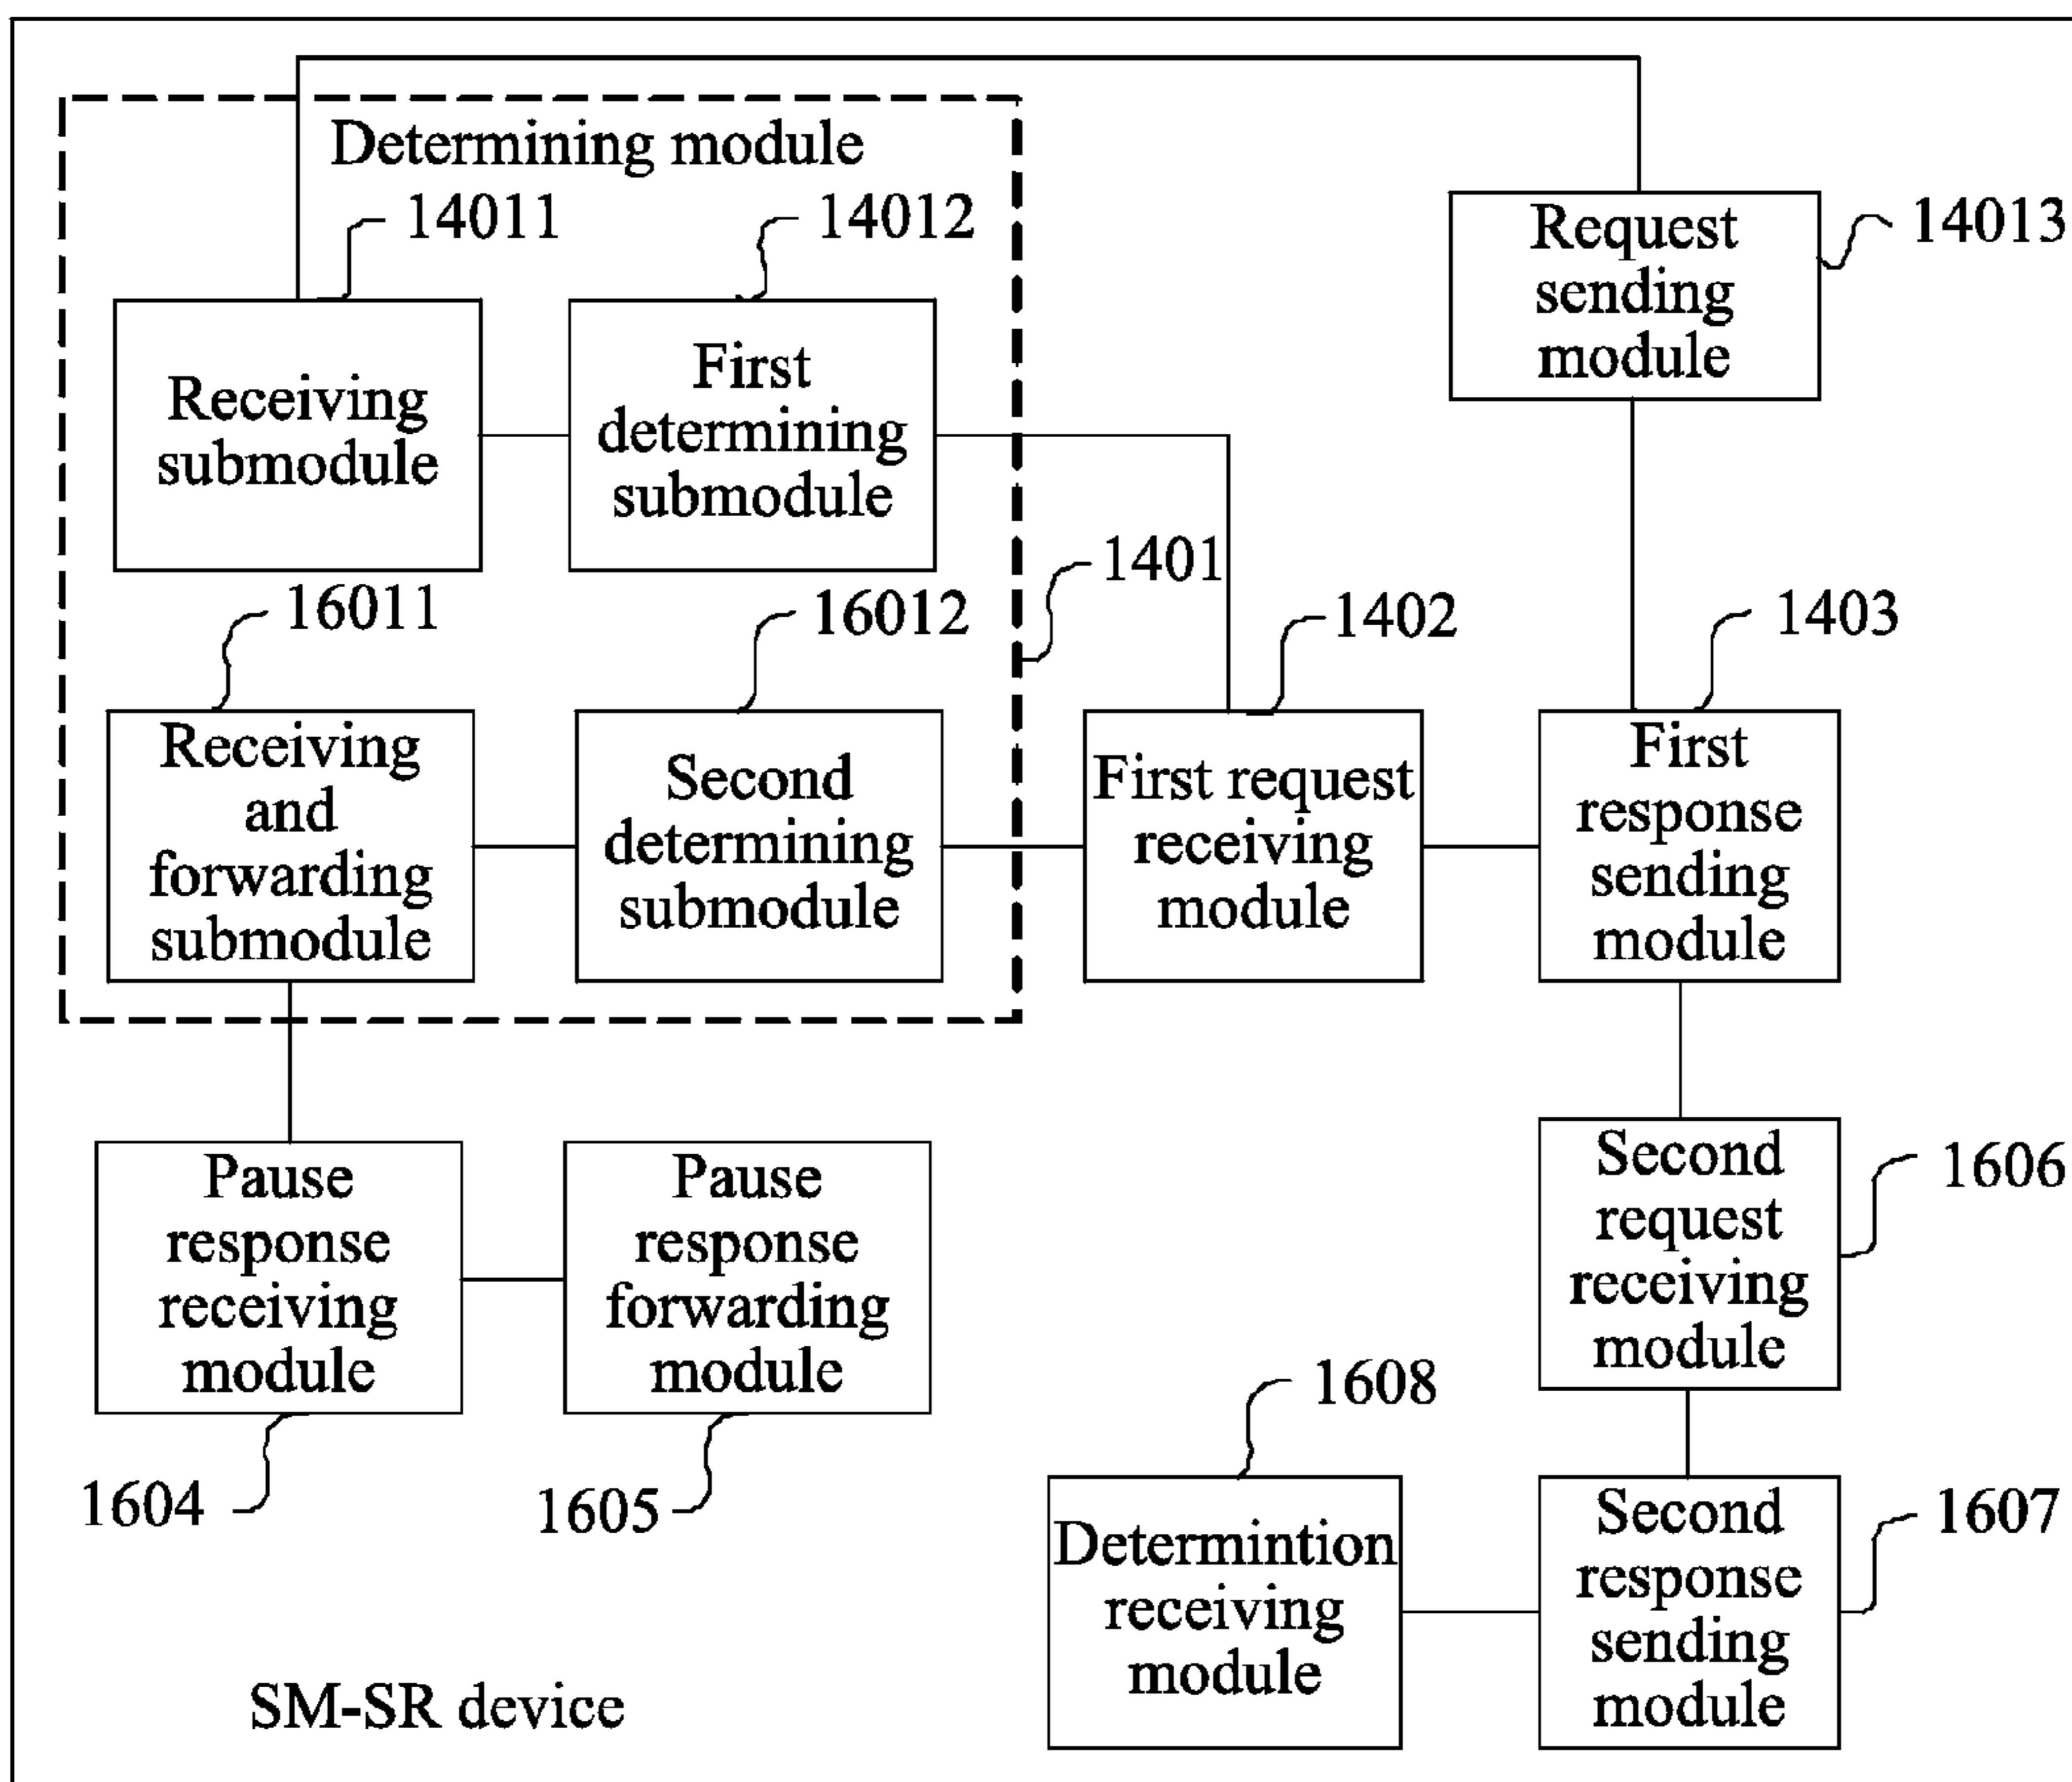 Determining module
14011
14012
14013
Request
sending
module
Receiving
submodule
First
determining
submodule
1401
16011
16012
1402
1403
Receiving
and
forwarding
submodule
Second
determining
submodule
First request
receiving
module
First
response
sending
module
Pause
response
receiving
module
Pause
response
forwarding
module
Second
request
receiving
module
1606
1604
1605
1608
Determintion
receiving
module
Second
response
sending
module
1607
SM-SR device